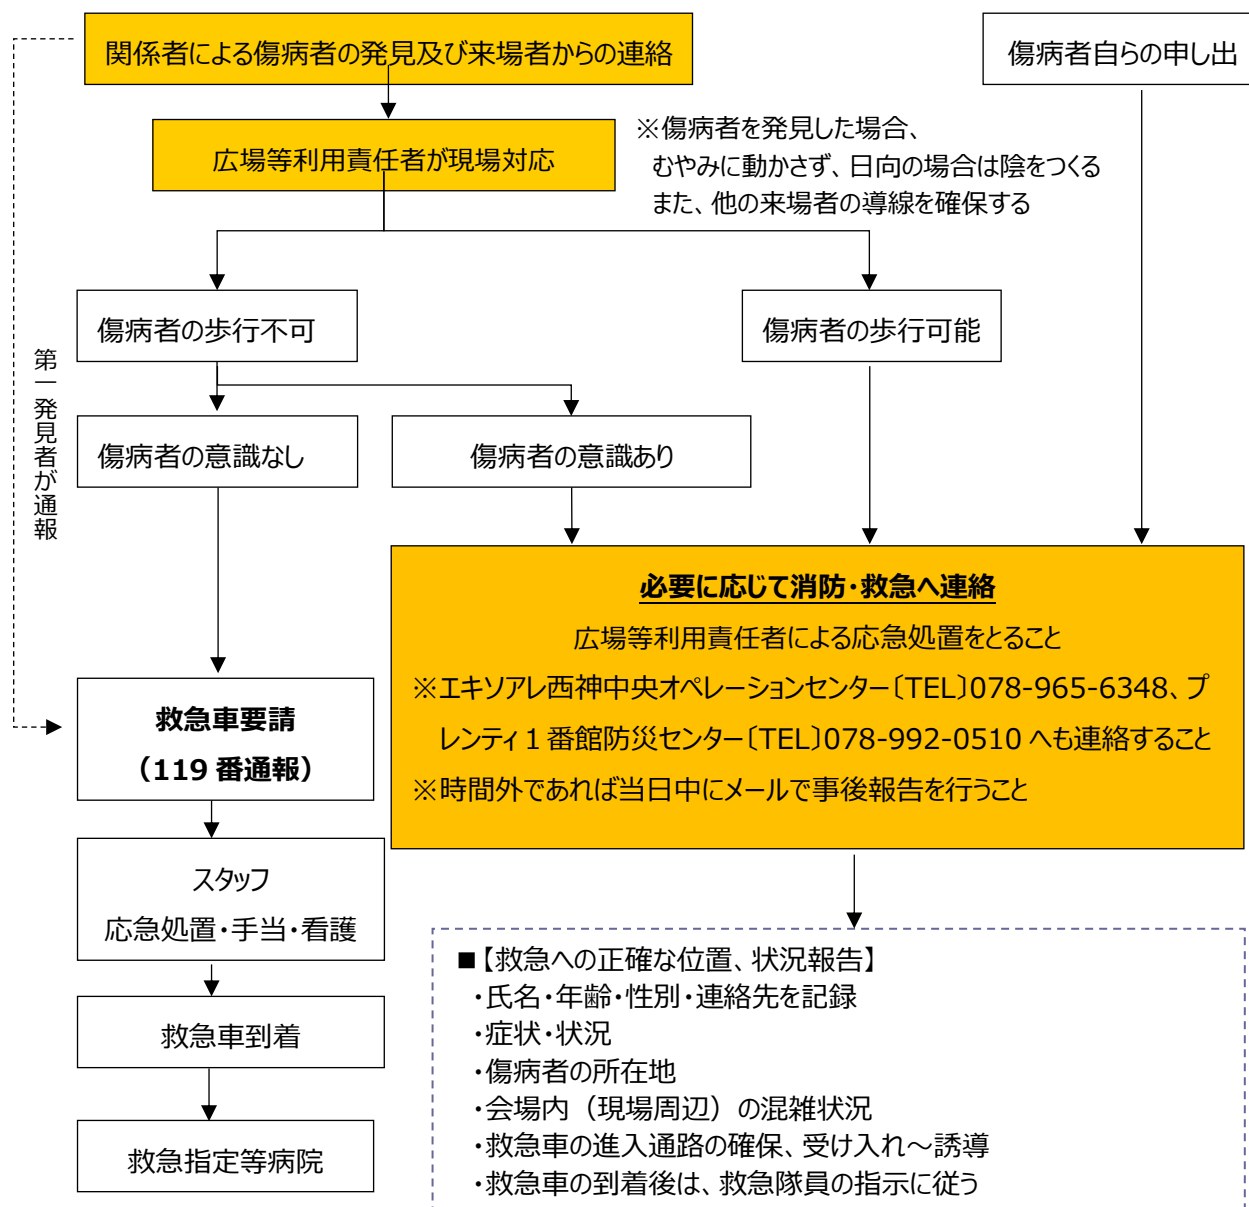 関係者による傷病者の発見及び来場者からの連絡
傷病者自らの申し出
広場等利用責任者が現場対応
※傷病者を発見した場合、
むやみに動かさず、日向の場合は陰をつくる
また、他の来場者の導線を確保する
傷病者の歩行不可
傷病者の歩行可能
第一発見者が通報
傷病者の意識なし
傷病者の意識あり
必要に応じて消防・救急へ連絡
広場等利用責任者による応急処置をとること
※エキソアレ西神中央オペレーションセンター〔TEL〕078-965-6348、プ
レンティ１番館防災センター〔TEL〕078-992-0510 へも連絡すること
※時間外であれば当日中にメールで事後報告を行うこと
救急車要請
（119 番通報）
スタッフ
応急処置・手当・看護
救急車到着
救急指定等病院
■【救急への正確な位置、状況報告】
・氏名・年齢・性別・連絡先を記録
・症状・状況
・傷病者の所在地
・会場内（現場周辺）の混雑状況
・救急車の進入通路の確保、受け入れ～誘導
・救急車の到着後は、救急隊員の指示に従う